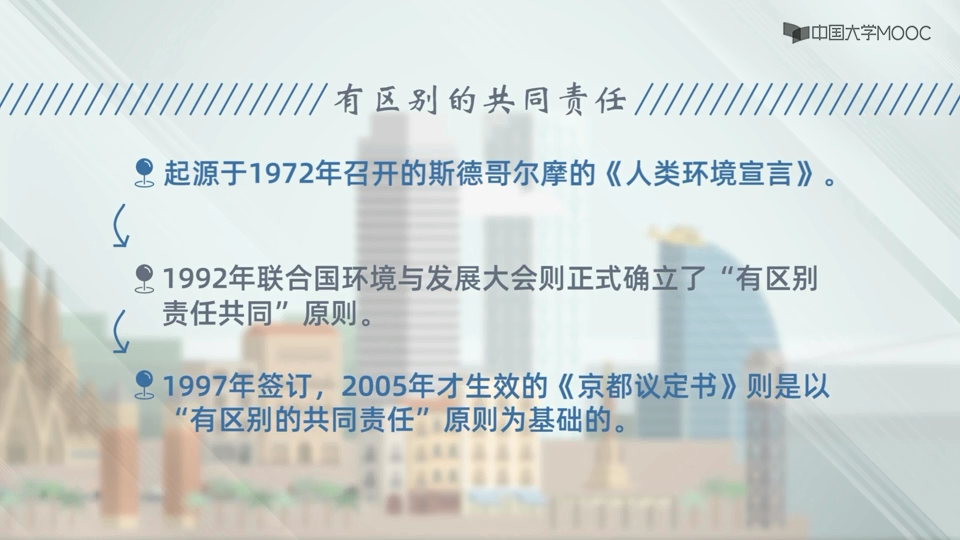 中国大学MOOC
有区别的共同责任
起源于1972年召开的斯德哥尔摩的《人类环境宣言》。
1992年联合国环境与发展大会则正式确立了“有区别
责任共同”原则。
1997年签订，2005年才生效的《京都议定书》则是以
“有区别的共同责任”原则为基础的。